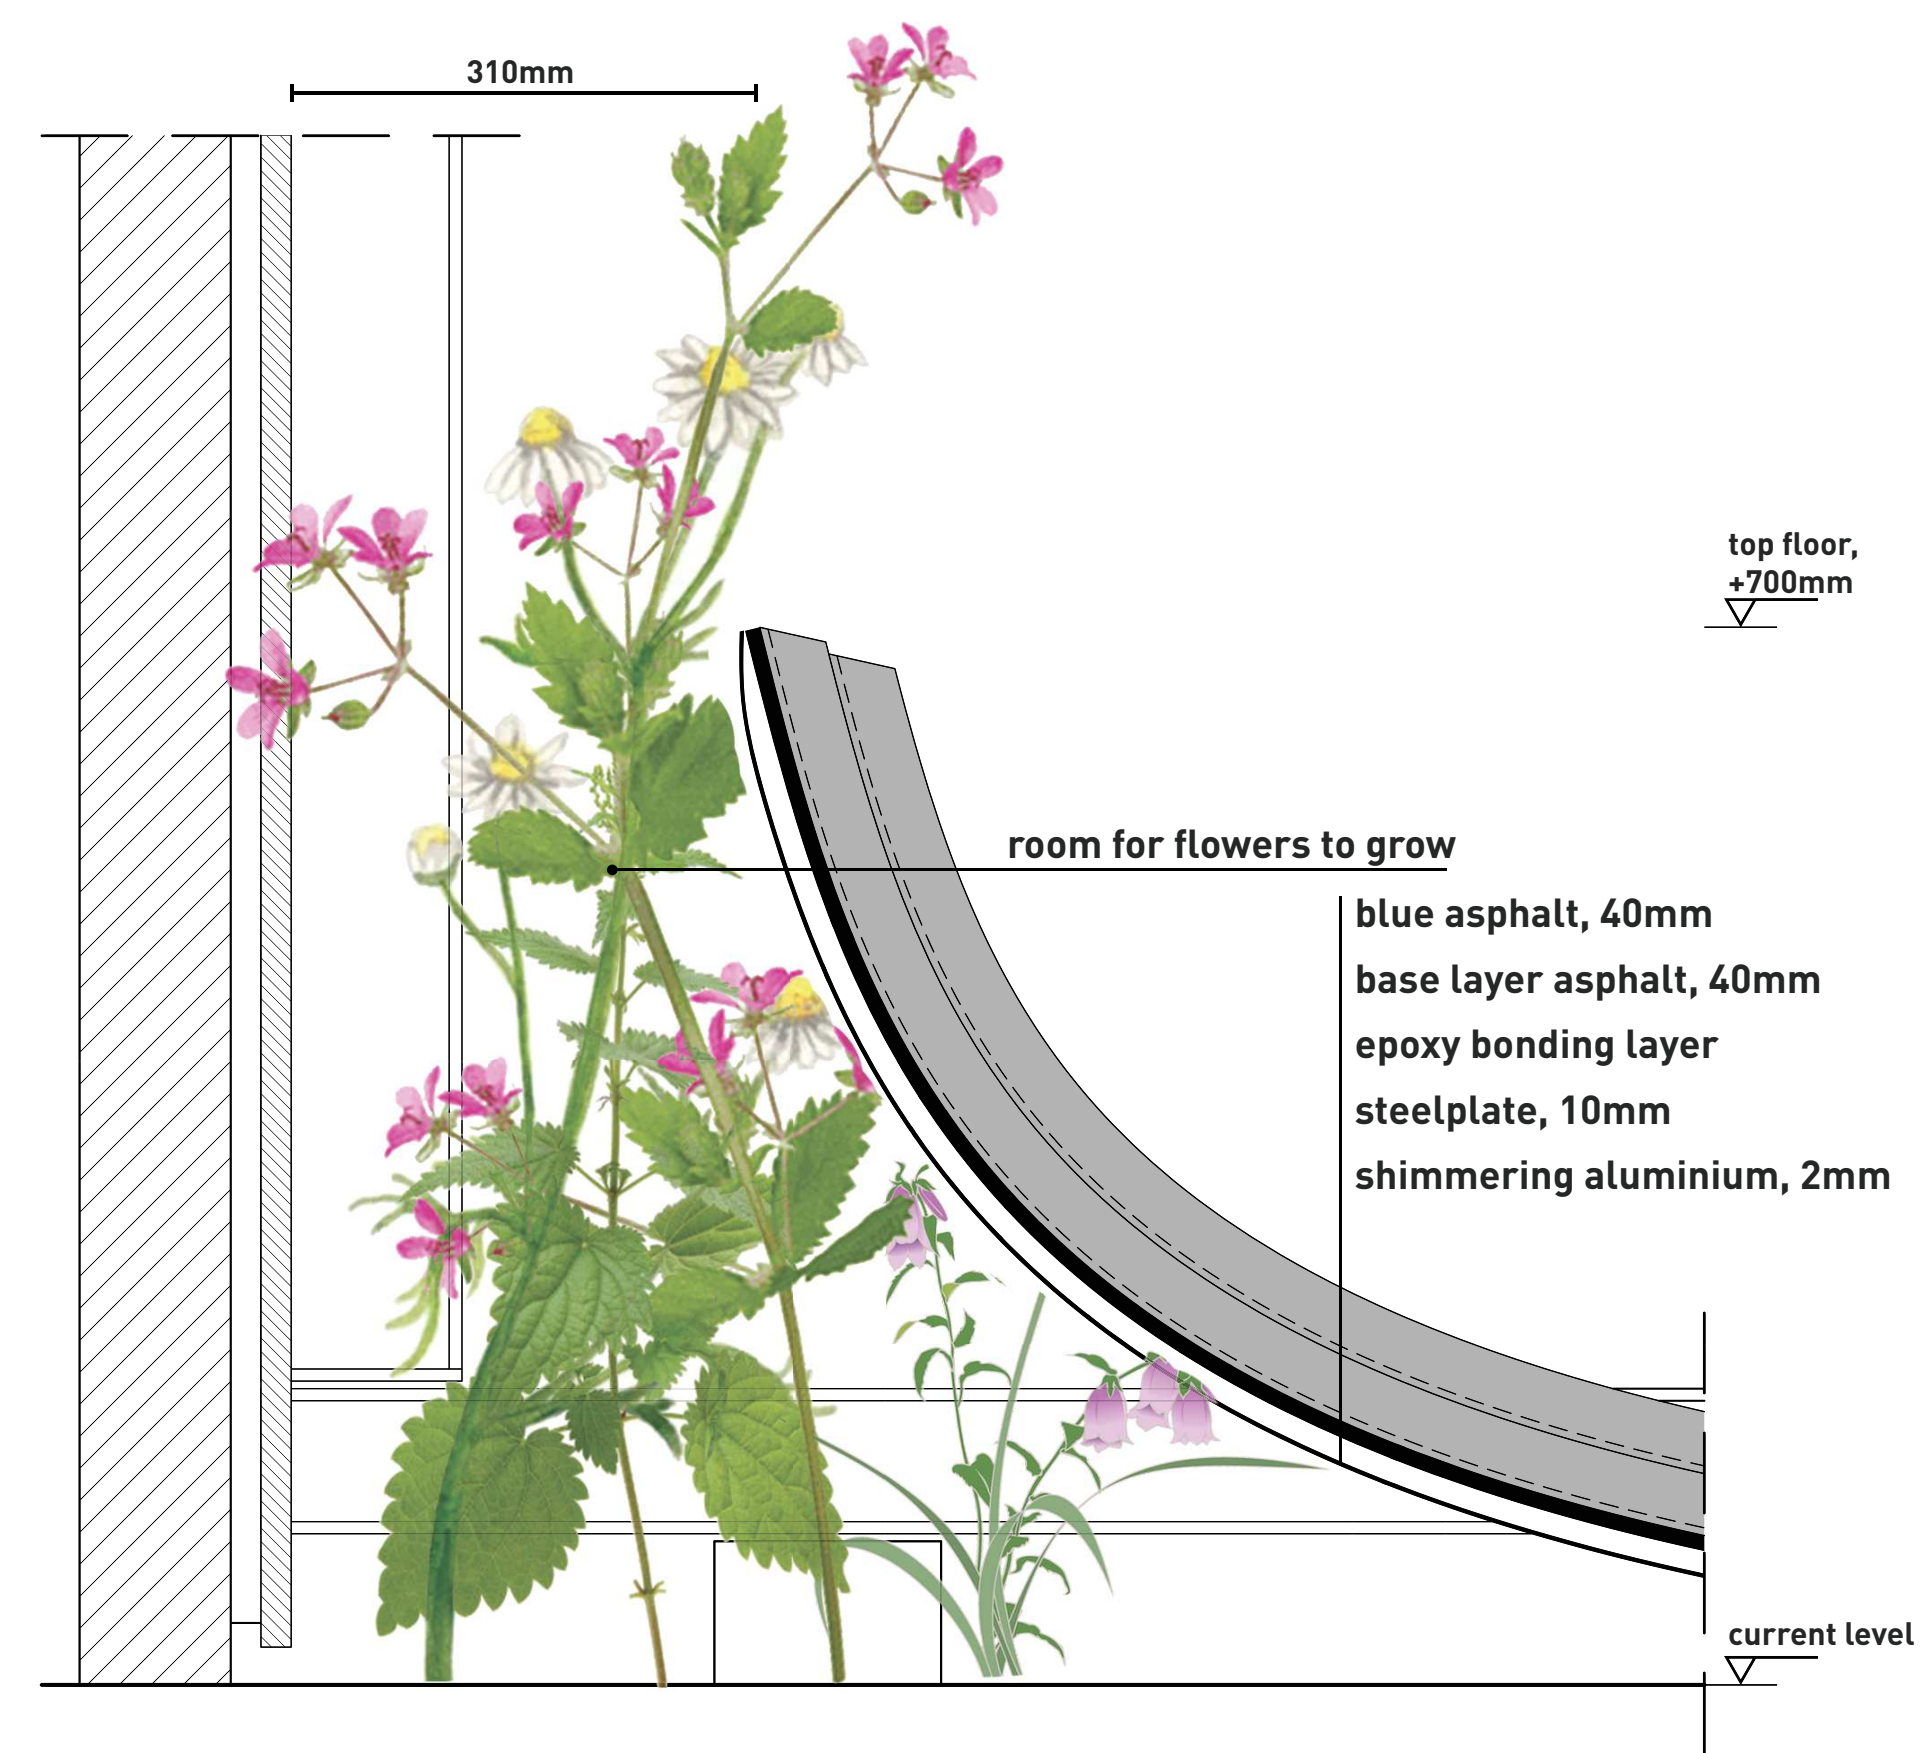 310mm
top floor,
+700mm
room for flowers to grow
blue asphalt, 40mm
base layer asphalt, 40mm
epoxy bonding layer
steelplate, 10mm
shimmering aluminium, 2mm
current level